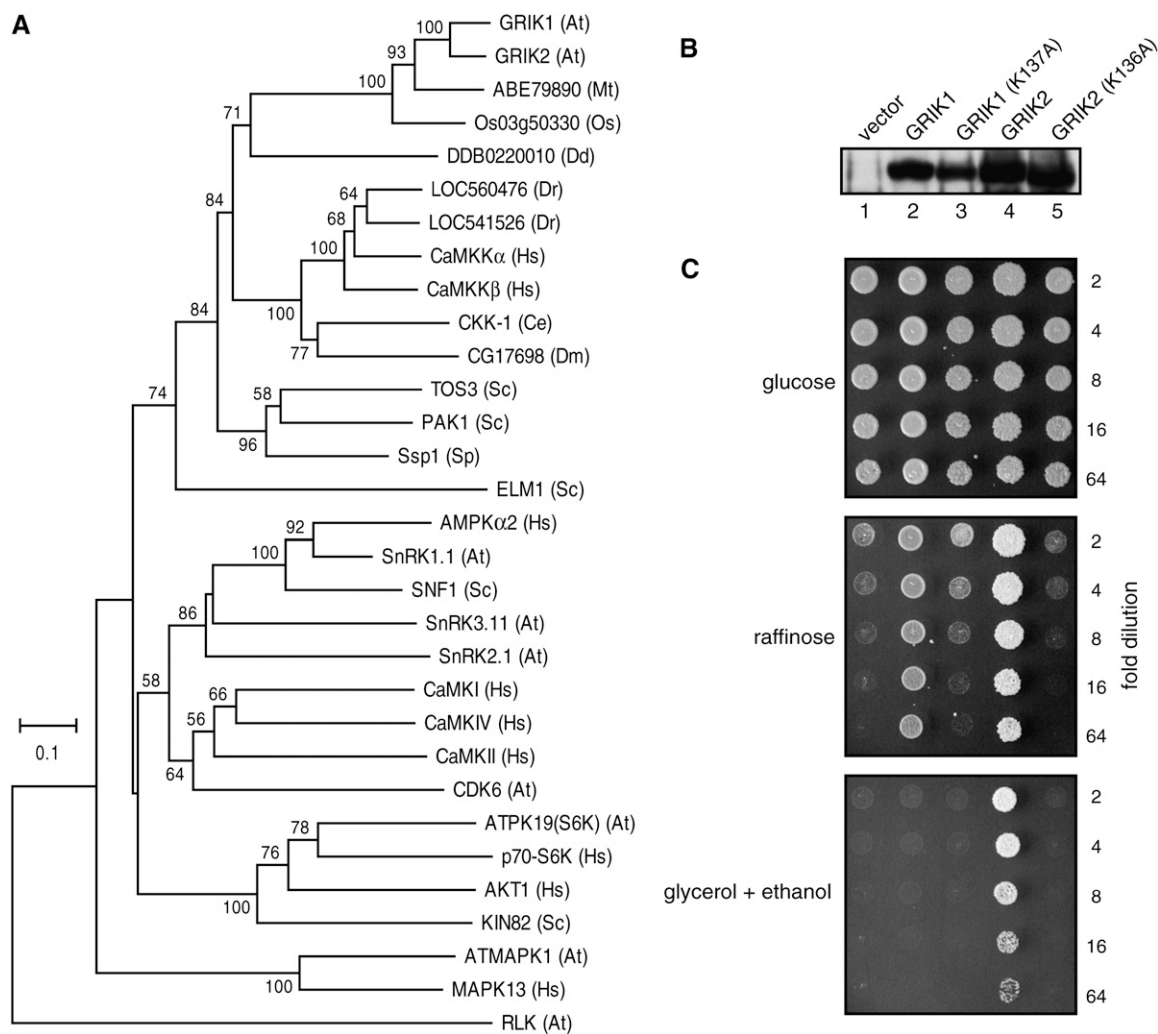 A
GRIK1 (At)
100
GRIK2 (At)
93
ABE79890 (Mt)
100
Os03g50330 (Os)
71
DDB0220010 (Dd)
84
LOC560476 (Dr)
64
LOC541526 (Dr)
68
CaMKKα (Hs)
100
CaMKKβ (Hs)
100
CKK-1 (Ce)
77
CG17698 (Dm)
84
TOS3 (Sc)
58
PAK1 (Sc)
96
Ssp1 (Sp)
74
ELM1 (Sc)
AMPKα2 (Hs)
92
SnRK1.1 (At)
100
SNF1 (Sc)
86
SnRK3.11 (At)
SnRK2.1 (At)
58
CaMKI (Hs)
66
CaMKIV (Hs)
56
CaMKII (Hs)
64
CDK6 (At)
ATPK19(S6K) (At)
78
p70-S6K (Hs)
76
AKT1 (Hs)
100
KIN82 (Sc)
ATMAPK1 (At)
100
MAPK13 (Hs)
RLK (At)
0.1
B
vector
GRIK1
GRIK1 (K137A)
GRIK2
GRIK2 (K136A)
1 2 3 4 5
C
glucose
2
4
8
16
64
raffinose
2
4
8
16
64
fold dilution
glycerol + ethanol
2
4
8
16
64